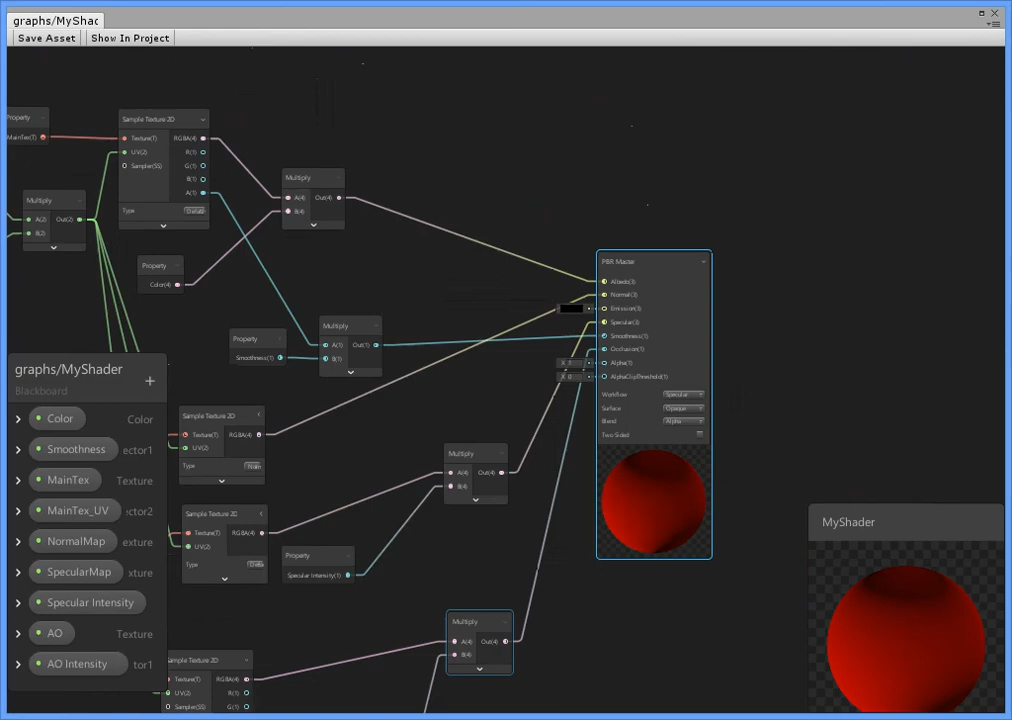 graphs/MyShac
Save Asset
Show In Project
Property
MainTex(T)
Sample Texture 2D
Texture(T)
RGBA(4)
UV(2)
R(1)
Sampler(SS)
G(1)
B(1)
A(1)
Type
Multiply
A(2)
Out(2)
B(2)
Multiply
A(4)
Out(4)
B(4)
Property
Color(4)
Property
Smoothness(1)
Multiply
A(1)
Out(1)
B(1)
PBR Master
Albedo(3)
Normal(3)
Emission(3)
Specular(3)
Smoothness(1)
Occlusion(1)
X 1
Alpha(1)
X 0
AlphaClipThreshold(1)
Workflow
Specular
Surface
Opaque
Blend
Alpha
Two Sided
graphs/MyShader
Blackboard
Color
Color
Smoothness
ector1
MainTex
Texture
MainTex_UV
ector2
NormalMap
exture
SpecularMap
xture
Specular Intensity
AO
Texture
AO Intensity
tor1
Sample Texture 2D
Texture(T)
RGBA(4)
UV(2)
Type
Sample Texture 2D
Texture(T)
RGBA(4)
UV(2)
Type
Property
Specular Intensity(1)
Multiply
A(4)
Out(4)
B(4)
Multiply
A(4)
Out(4)
B(4)
Sample Texture 2D
Texture(T)
RGBA(4)
UV(2)
R(1)
Sampler(SS)
G(1)
MyShader